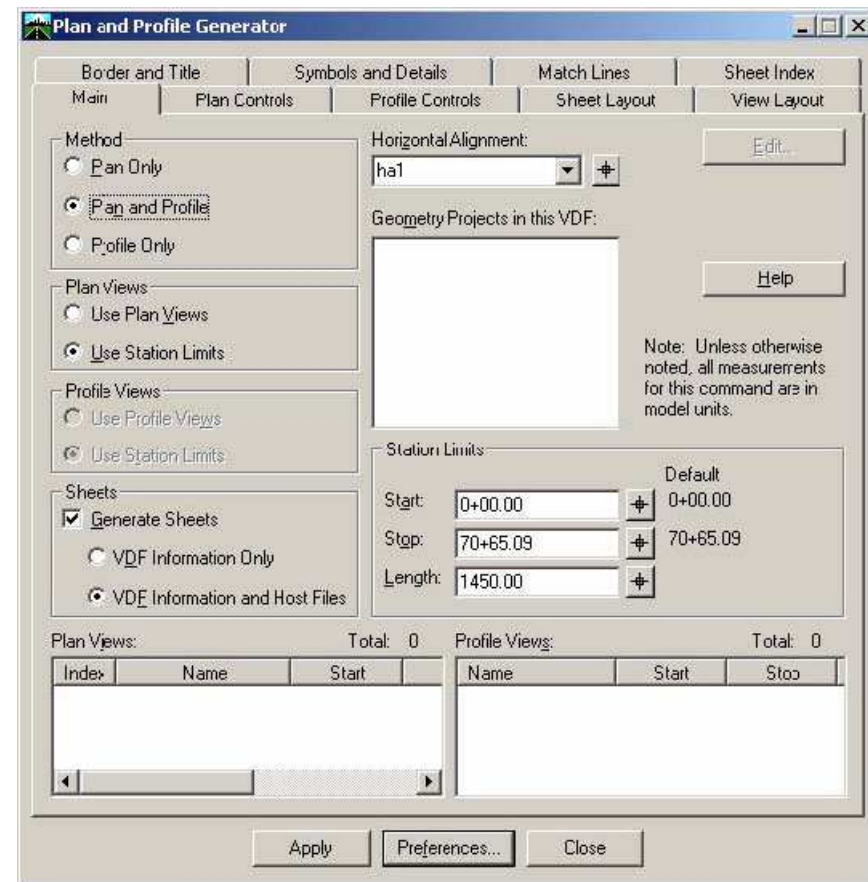 Plan and Profile Generator
Border and Title
Symbols and Details
Match Lines
Sheet Index
Main
Plan Controls
Profile Controls
Sheet Layout
View Layout
Method
Plan Only
Plan and Profile
Profile Only
Plan Views
Use Plan Views
Use Station Limits
Profile Views
Use Profile Views
Use Station Limits
Sheets
Generate Sheets
VDF Information Only
VDF Information and Host Files
Horizontal Alignment:
ha1
Geometry Projects in this VDF:
Edit...
Help
Note: Unless otherwise
noted, all measurements
for this command are in
model units.
Station Limits
Default
Start: 0+00.00 0+00.00
Stop: 70+65.09 70+65.09
Length: 1450.00
Plan Views: Total: 0
Index Name Start
Profile Views: Total: 0
Name Start Stop
Apply
Preferences...
Close